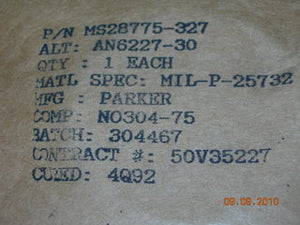 P/N MS28775-327
ALT: AN6227-30
QTY : 1 EACH
MATL SPEC: MIL-P-25732
MFG : PARKER
COMP: N0304-75
BATCH: 304467
CONTRACT #: 50V35227
CURED: 4Q92
09.08.2010